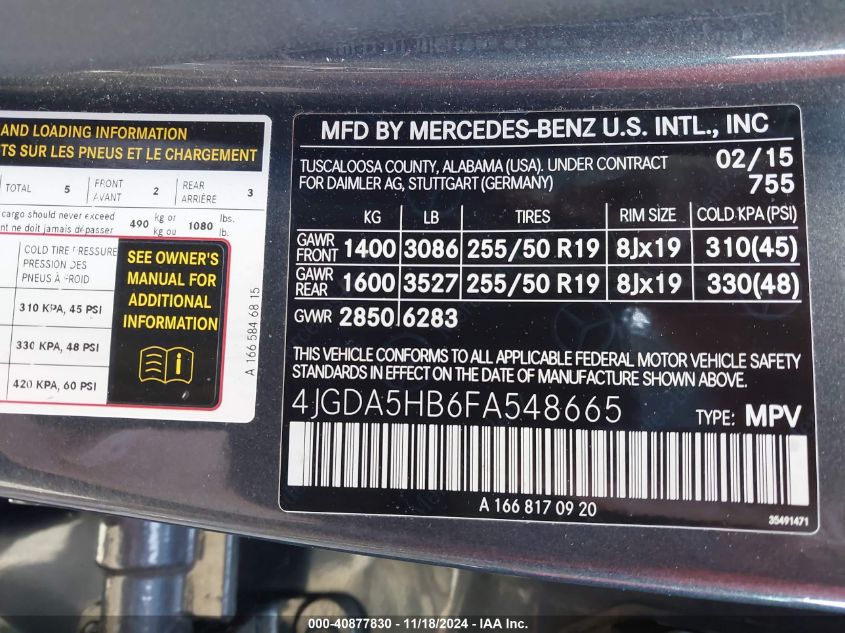 AND LOADING INFORMATION
TS SUR LES PNEUS ET LE CHARGEMENT
TOTAL 5 FRONT AVANT 2 REAR ARRIÈRE 3
cargo should never exceed 490 kg or 1080 lbs.
nt ne doit jamais dépasser kg ou lb.
COLD TIRE PRESSURE
PRESSION DES
PNEUS À FROID
310 KPA, 45 PSI
330 KPA, 48 PSI
420 KPA, 60 PSI
SEE OWNER'S
MANUAL FOR
ADDITIONAL
INFORMATION
A 166 584 68 15
MFD BY MERCEDES-BENZ U.S. INTL., INC
TUSCALOOSA COUNTY, ALABAMA (USA). UNDER CONTRACT 02/15
FOR DAIMLER AG, STUTTGART (GERMANY) 755
KG LB TIRES RIM SIZE COLD KPA (PSI)
GAWR FRONT 1400 3086 255/50 R19 8Jx19 310(45)
GAWR REAR 1600 3527 255/50 R19 8Jx19 330(48)
GVWR 2850 6283
THIS VEHICLE CONFORMS TO ALL APPLICABLE FEDERAL MOTOR VEHICLE SAFETY
STANDARDS IN EFFECT ON THE DATE OF MANUFACTURE SHOWN ABOVE.
4JGDA5HB6FA548665 TYPE: MPV
A 166 817 09 20
35491471
000-40877830 - 11/18/2024 - IAA Inc.